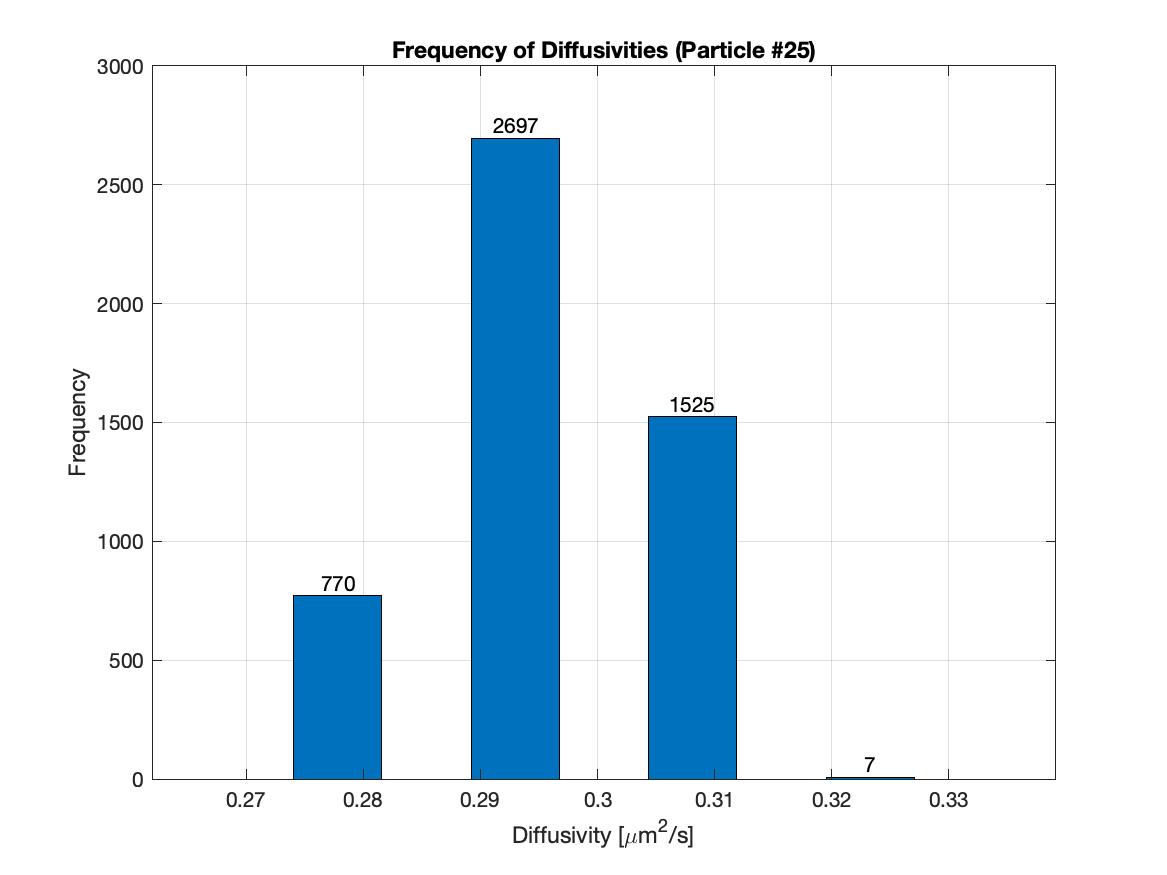 Frequency of Diffusivities (Particle #25)
3000
2500
2000
1500
1000
500
0
Frequency
2697
1525
770
7
0.27 0.28 0.29 0.3 0.31 0.32 0.33
Diffusivity [μm²/s]